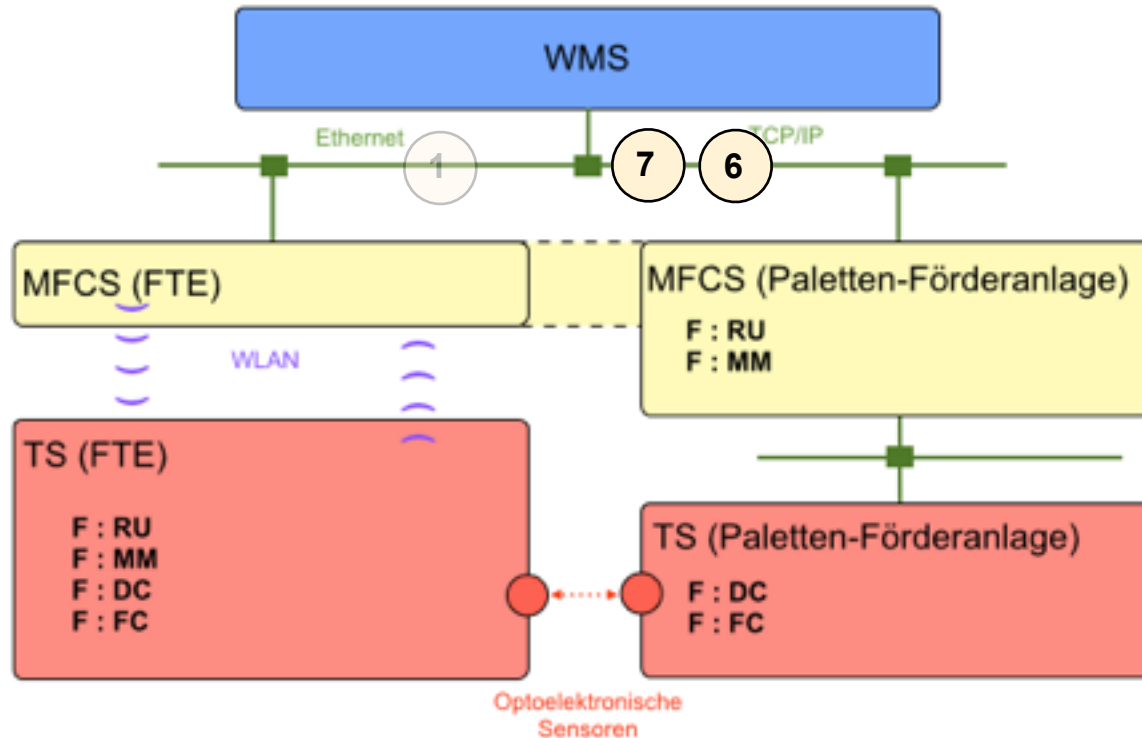 WMS
Ethernet
TCP/IP
1
7
6
MFCS (FTE)
MFCS (Paletten-Förderanlage)
F : RU
F : MM
WLAN
TS (FTE)
F : RU
F : MM
F : DC
F : FC
TS (Paletten-Förderanlage)
F : DC
F : FC
Optoelektronische
Sensoren